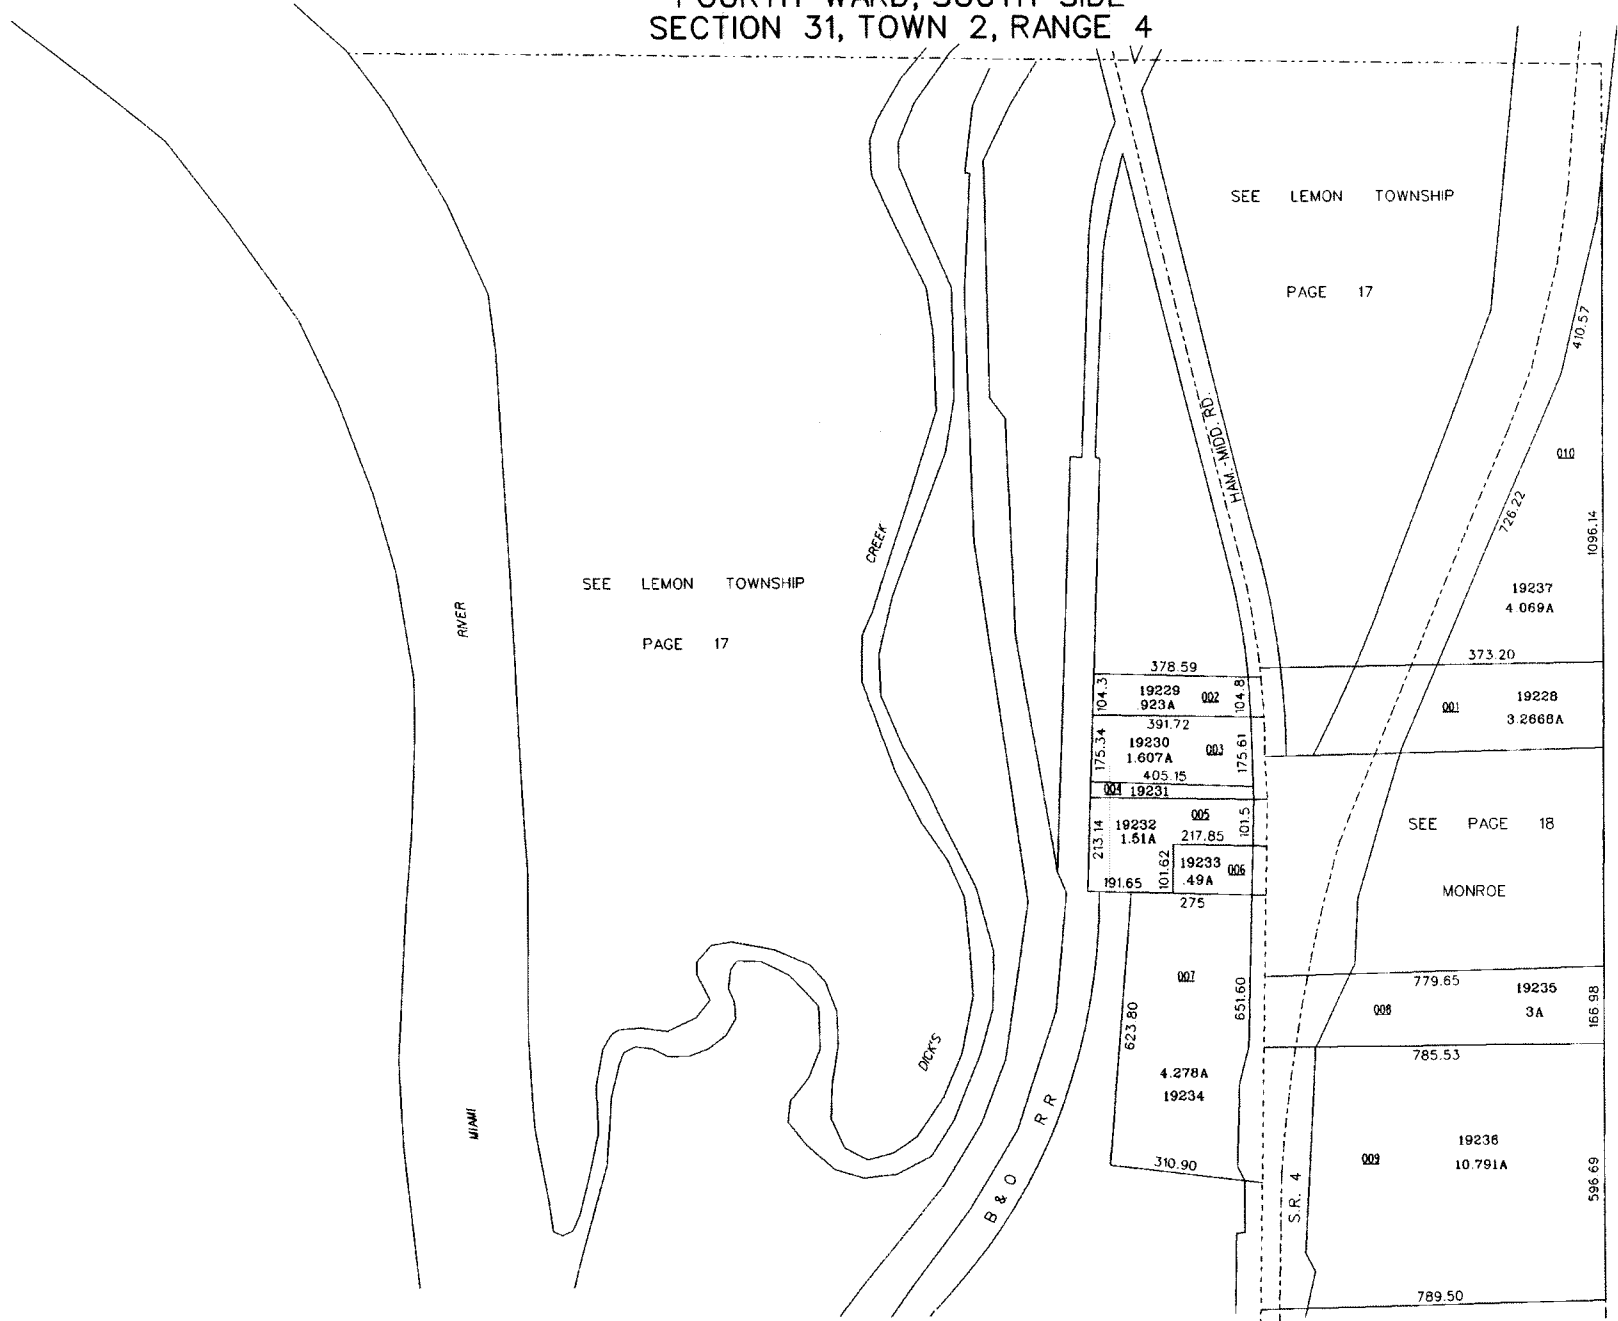 FOURTH WARD, SOUTH SIDE
SECTION 31, TOWN 2, RANGE 4
SEE LEMON TOWNSHIP
PAGE 17
410.57
HAM.-MIDD. RD.
010
726.22
1096.14
CREEK
SEE LEMON TOWNSHIP
PAGE 17
RIVER
19237
4.069A
373.20
378.59
104.3
19229
.923A
002
104.8
391.72
001
19228
3.2668A
175.34
19230
1.607A
003
175.61
405.15
004 19231
005
19232
1.51A
217.85
101.5
213.14
101.62
19233
.49A
006
191.65
275
SEE PAGE 18
MONROE
007
623.80
651.60
4.278A
19234
310.90
779.65
19235
3A
008
166.98
785.53
DICK'S
MIAMI
B & O RR
S.R. 4
19236
10.791A
009
596.69
789.50